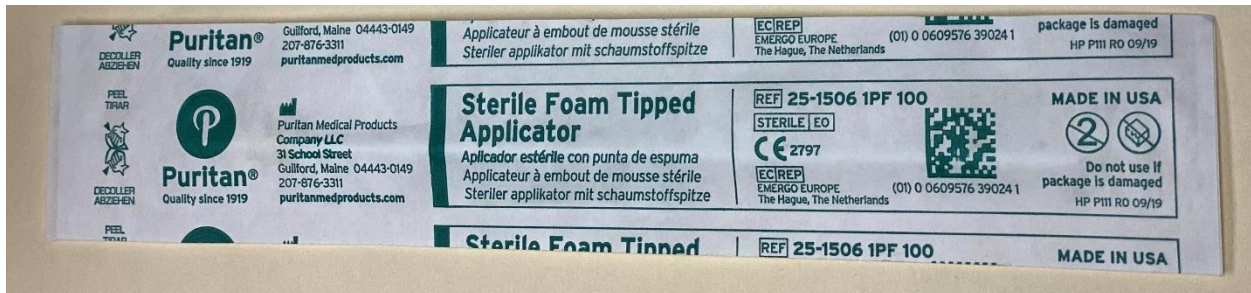 DECOLLER
ABZIEHEN
Puritan®
Quality since 1919
Guilford, Maine 04443-0149
207-876-3311
puritanmedproducts.com
Applicateur à embout de mousse stérile
Steriler applikator mit schaumstoffspitze
EC REP
EMERGO EUROPE
The Hague, The Netherlands
(01) 0 0609576 390241
package is damaged
HP P111 R0 09/19
PEEL
TIRAR
DECOLLER
ABZIEHEN
Puritan®
Quality since 1919
Puritan Medical Products
Company LLC
31 School Street
Guilford, Maine 04443-0149
207-876-3311
puritanmedproducts.com
Sterile Foam Tipped
Applicator
Aplicador estérile con punta de espuma
Applicateur à embout de mousse stérile
Steriler applikator mit schaumstoffspitze
REF 25-1506 1PF 100
STERILE EO
CE 2797
EC REP
EMERGO EUROPE
The Hague, The Netherlands
(01) 0 0609576 390241
MADE IN USA
2
Do not use if
package is damaged
HP P111 R0 09/19
PEEL
TIRAR
Sterile Foam Tipped
REF 25-1506 1PF 100
MADE IN USA